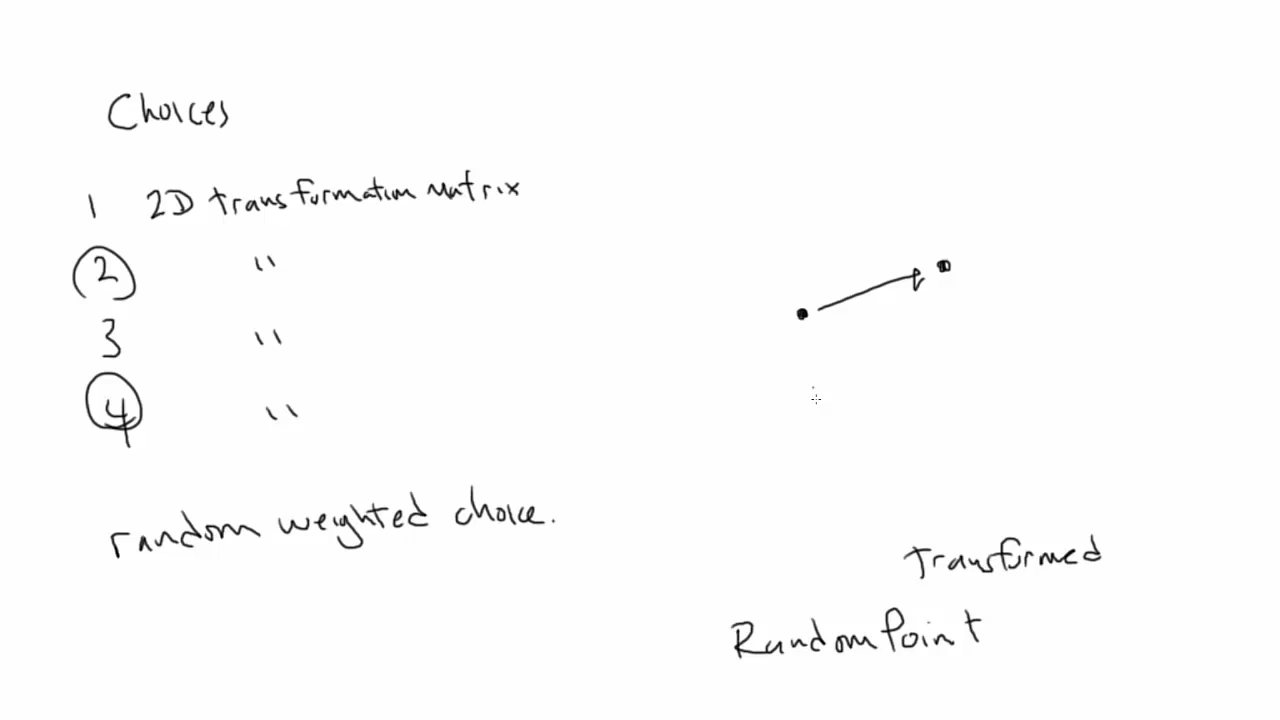 Choices
1 2D transformation matrix
2 "
3 "
4 "
random weighted choice.
Transformed
Random Point